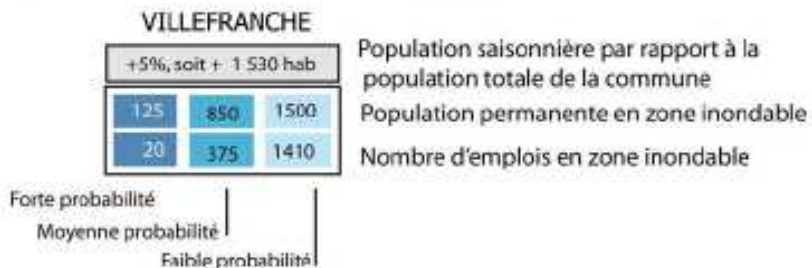 VILLEFRANCHE
+5%, soit + 1 530 hab
Population saisonnière par rapport à la
population totale de la commune
125 850 1500
Population permanente en zone inondable
20 375 1410
Nombre d'emplois en zone inondable
Forte probabilité
Moyenne probabilité
Faible probabilité